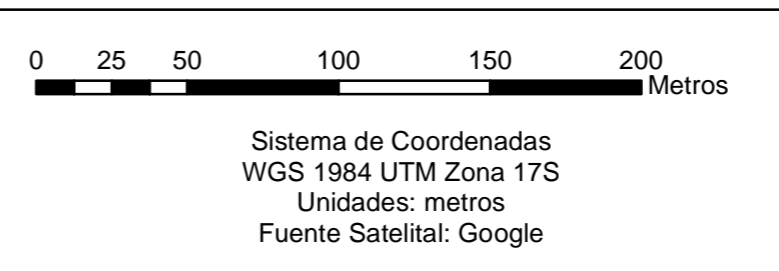 0 25 50 100 150 200
Metros
Sistema de Coordenadas
WGS 1984 UTM Zona 17S
Unidades: metros
Fuente Satelital: Google